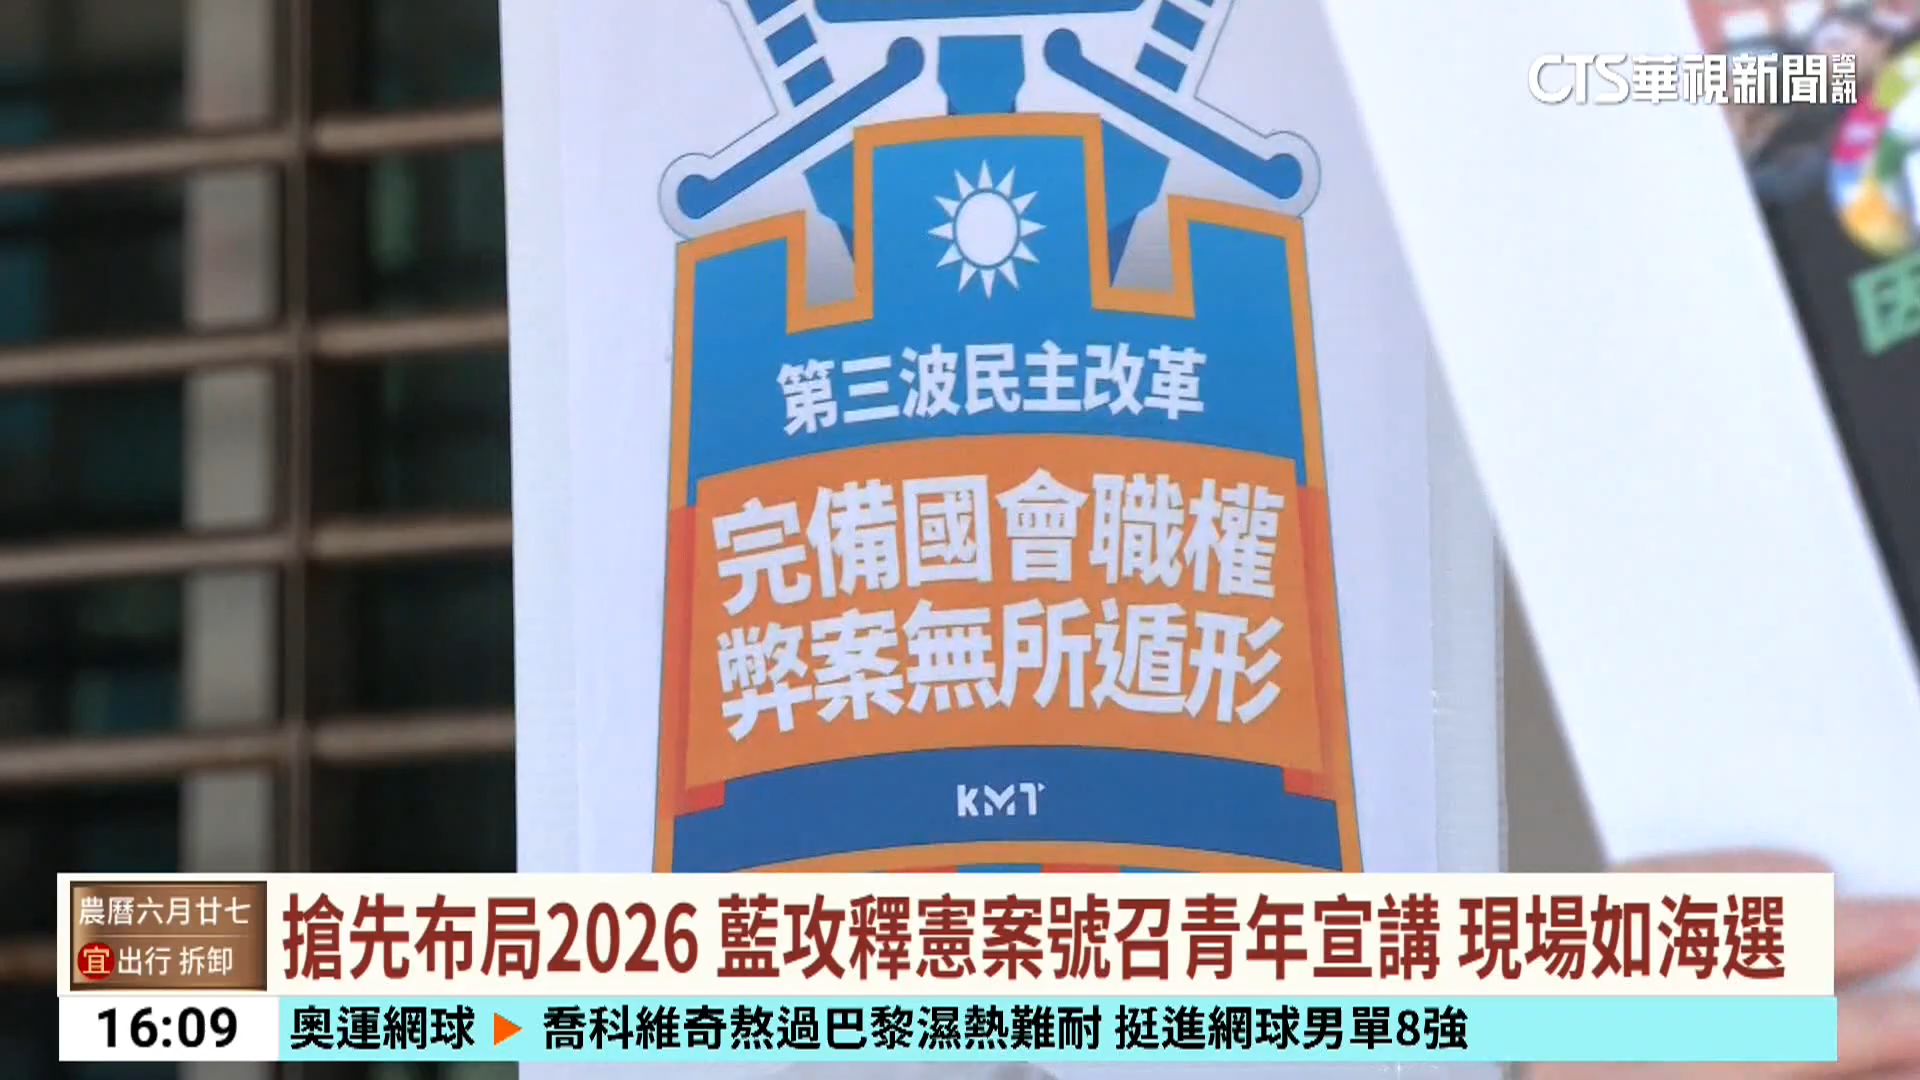 CTS華視新聞資訊
第三波民主改革
完備國會職權
弊案無所遁形
KMT
農曆六月廿七
宜出行 拆卸
搶先布局2026 藍攻釋憲案號召青年宣講 現場如海選
16:09
奧運網球 ▶ 喬科維奇熬過巴黎濕熱難耐 挺進網球男單8強